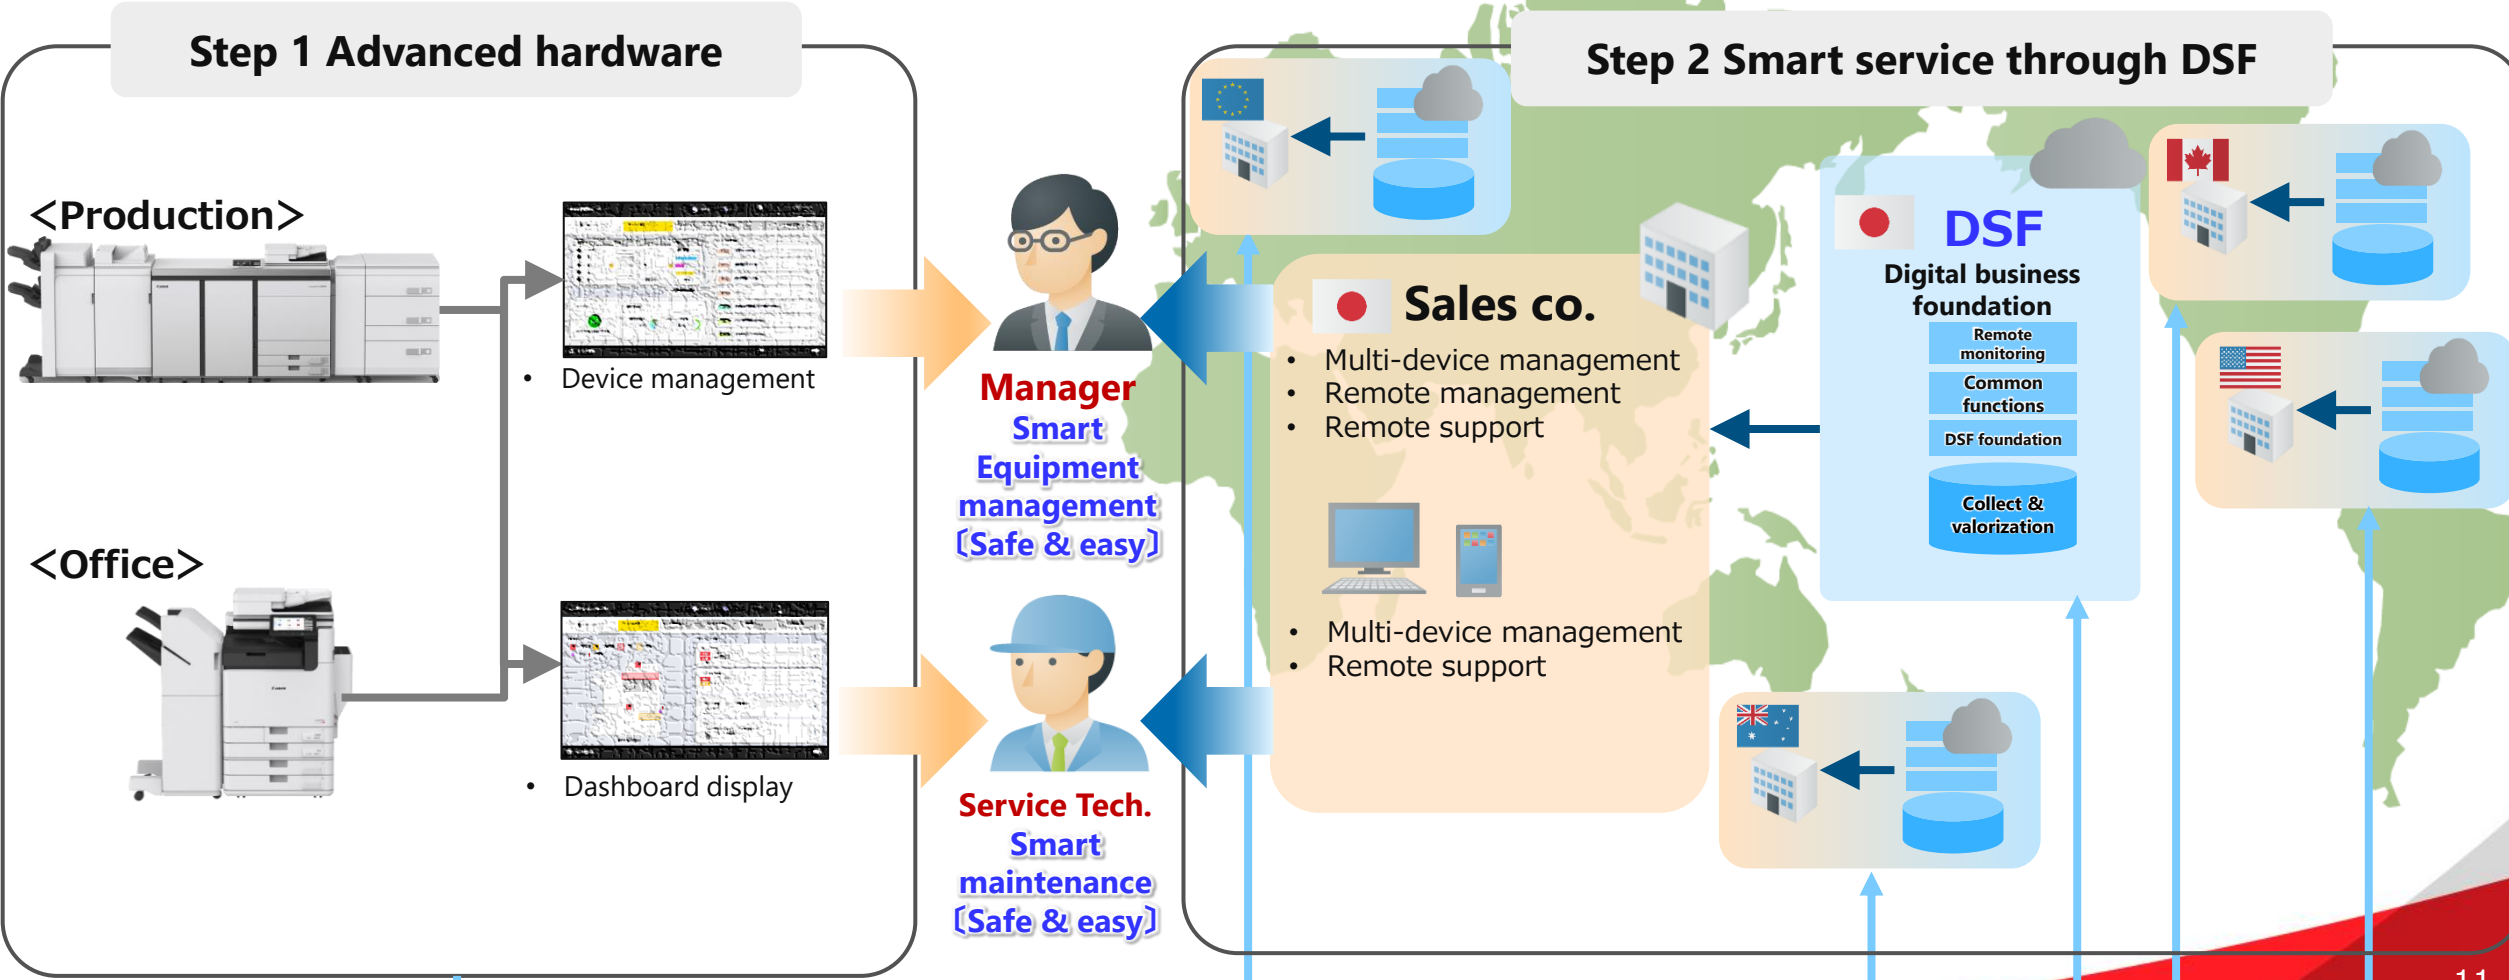 Step 1 Advanced hardware
<Production>
• Device management
<Office>
• Dashboard display
Manager
Smart
Equipment
management
〔Safe & easy〕
Service Tech.
Smart
maintenance
〔Safe & easy〕
Step 2 Smart service through DSF
Sales co.
• Multi-device management
• Remote management
• Remote support
• Multi-device management
• Remote support
DSF
Digital business
foundation
Remote
monitoring
Common
functions
DSF foundation
Collect &
valorization
11